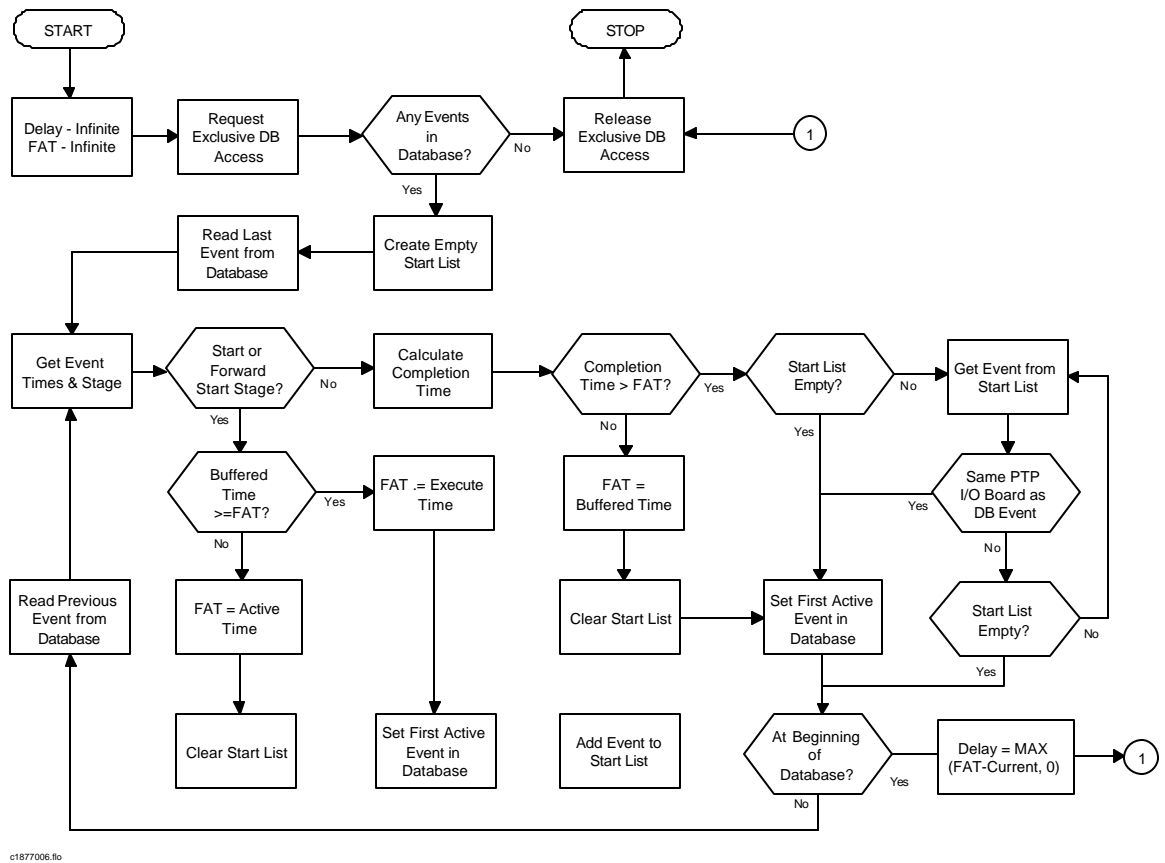 START
STOP
Delay - Infinite
FAT - Infinite
Request
Exclusive DB
Access
Any Events
in
Database?
No
Yes
Release
Exclusive DB
Access
1
Read Last
Event from
Database
Create Empty
Start List
Get Event
Times & Stage
Start or
Forward
Start Stage?
No
Yes
Calculate
Completion
Time
Completion
Time > FAT?
Yes
No
Start List
Empty?
No
Yes
Get Event from
Start List
Buffered
Time
>=FAT?
Yes
No
FAT .= Execute
Time
FAT =
Buffered Time
Same PTP
I/O Board as
DB Event
Yes
No
Read Previous
Event from
Database
FAT = Active
Time
Clear Start List
Set First Active
Event in
Database
Start List
Empty?
No
Yes
Clear Start List
Set First Active
Event in
Database
Add Event to
Start List
At Beginning
of
Database?
Yes
No
Delay = MAX
(FAT-Current, 0)
1
c1877006.flo